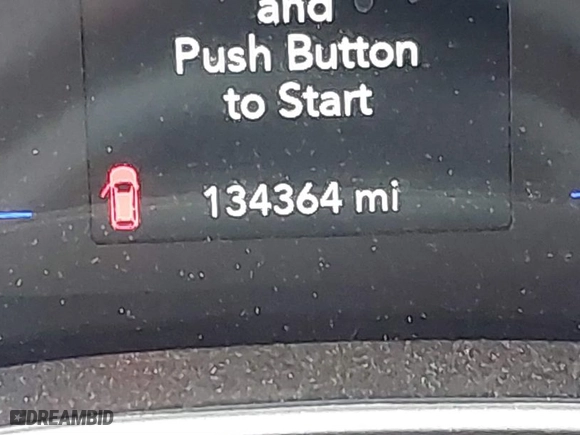 and
Push Button
to Start
134364 mi
DREAMBID